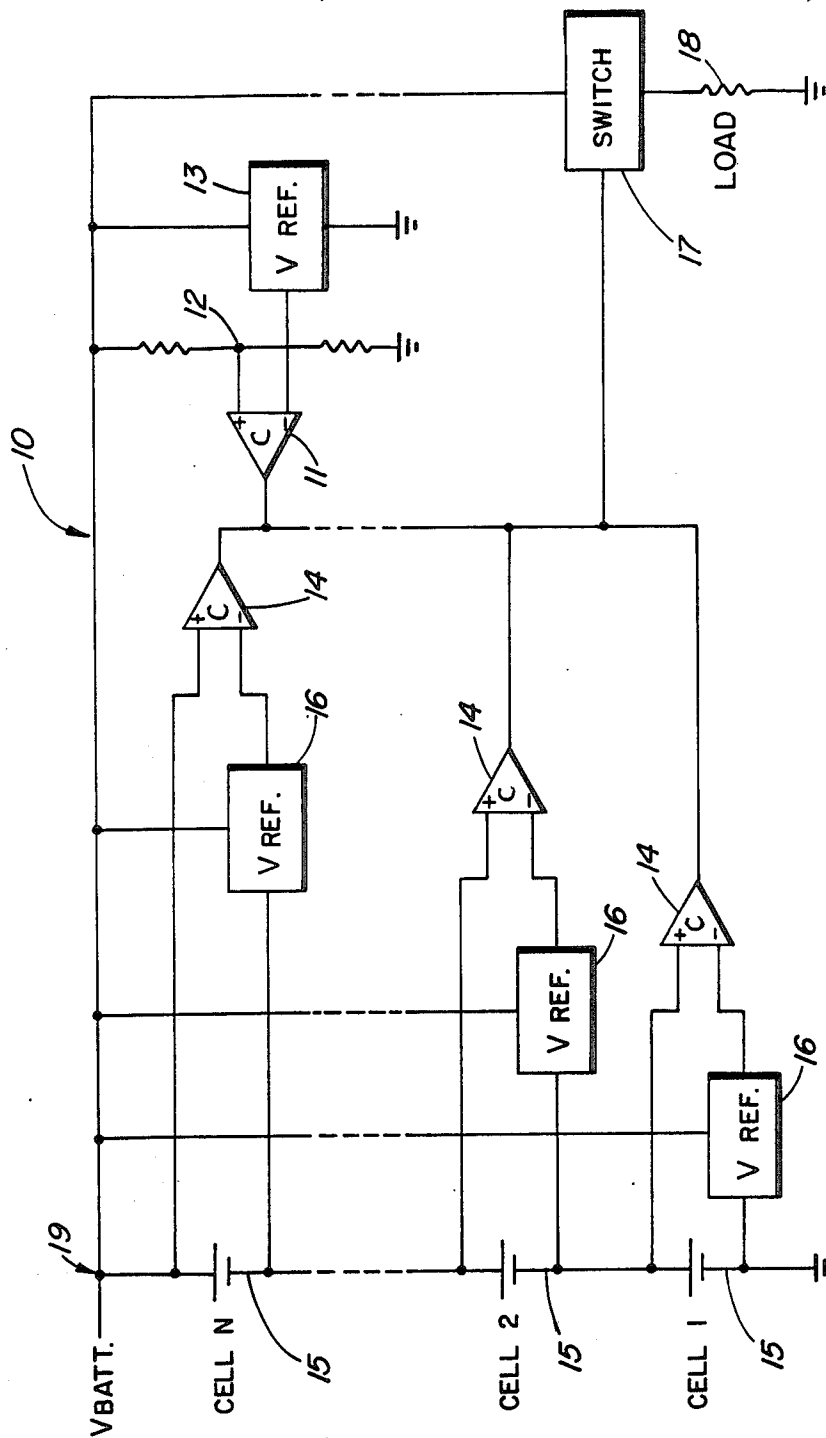 10
19
VBATT.
CELL N
15
V REF.
16
+
C
-
14
+
C
-
11
12
V REF.
13
CELL 2
15
V REF.
16
+
C
-
14
SWITCH
17
LOAD
18
CELL 1
15
V REF.
16
+
C
-
14